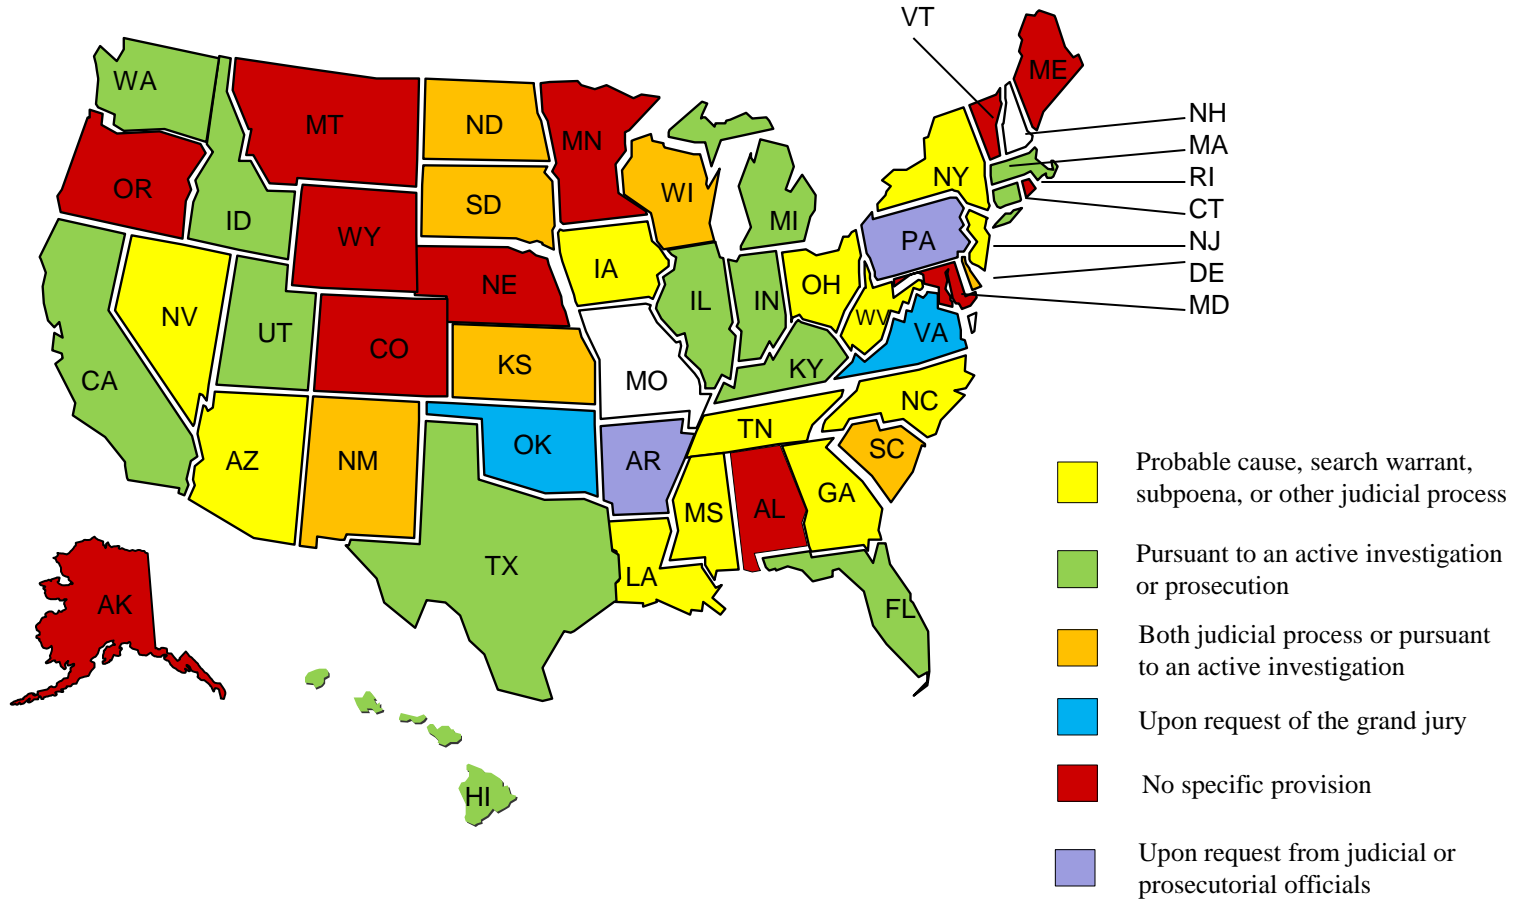 VT
ME
WA
MT
ND
MN
NH
MA
OR
ID
WY
SD
WI
MI
NY
RI
CT
PA
NJ
DE
MD
NV
UT
CO
NE
IA
IL
IN
OH
WV
VA
CA
KS
MO
KY
AZ
NM
OK
AR
TN
NC
SC
TX
LA
MS
AL
GA
FL
AK
HI
Probable cause, search warrant,
subpoena, or other judicial process
Pursuant to an active investigation
or prosecution
Both judicial process or pursuant
to an active investigation
Upon request of the grand jury
No specific provision
Upon request from judicial or
prosecutorial officials